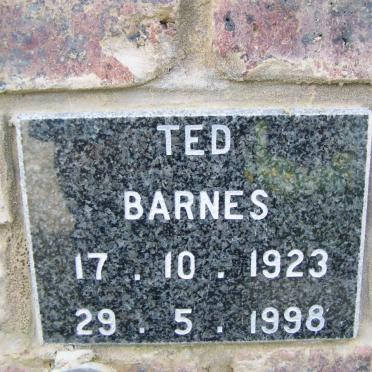 TED
BARNES
17 . 10 . 1923
29 . 5 . 1998